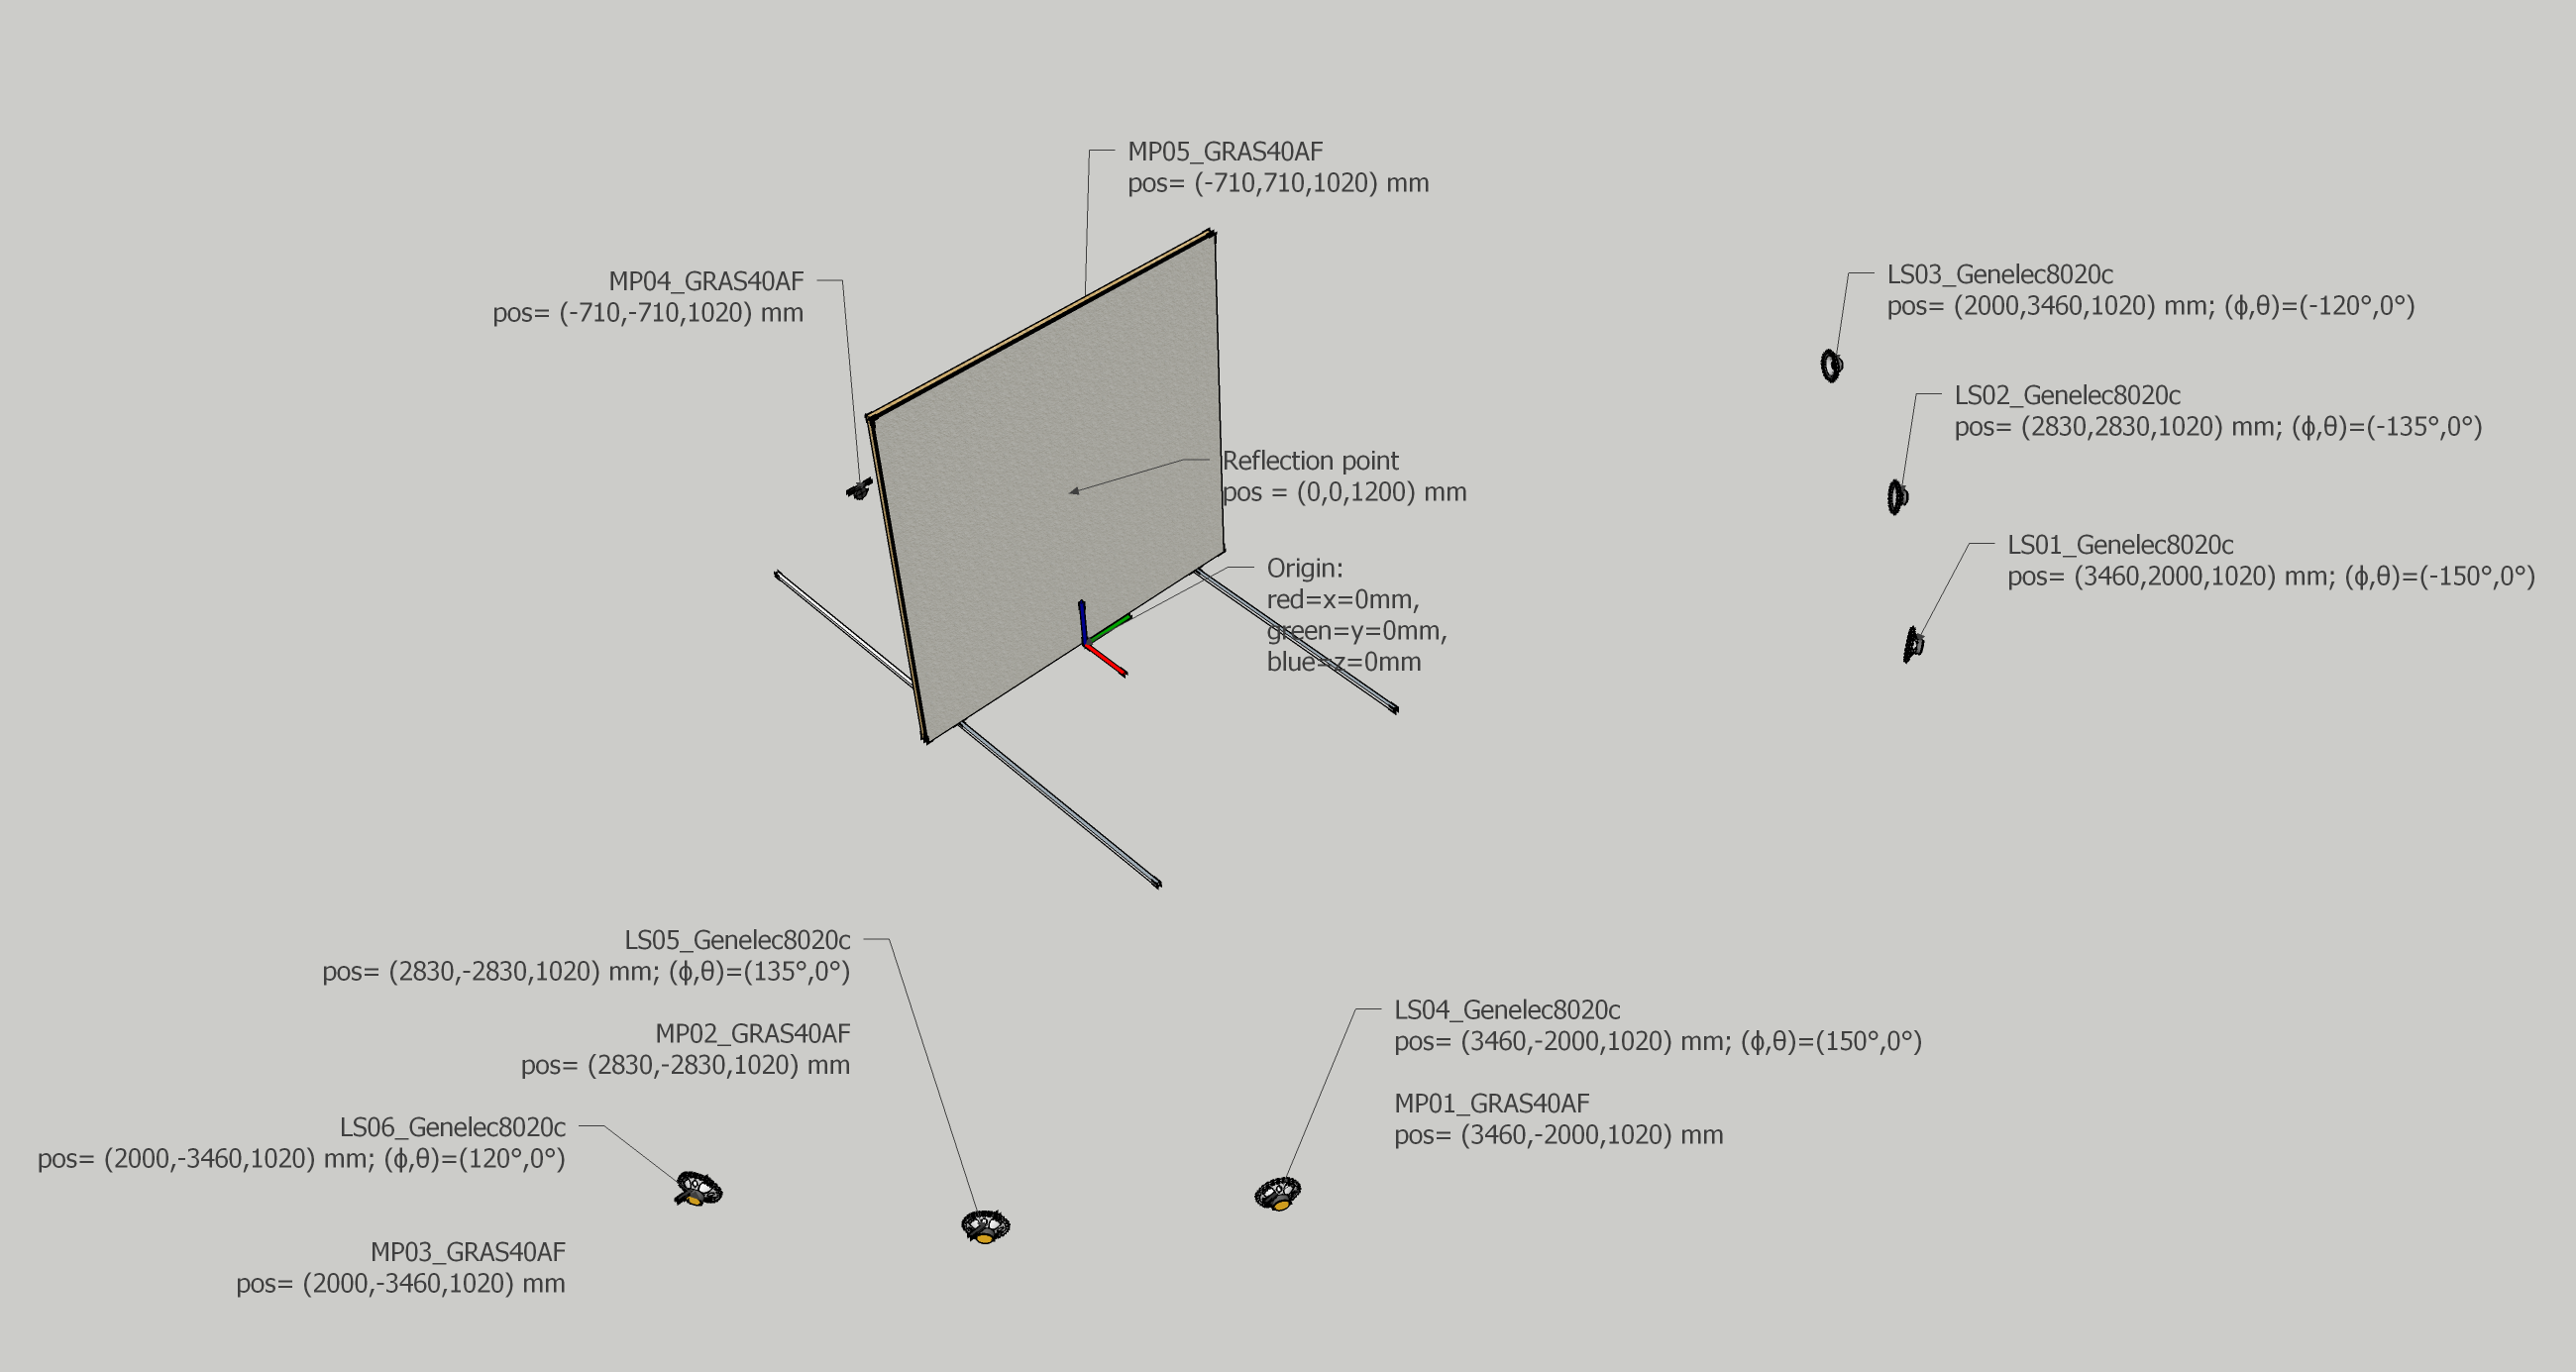 MP05_GRAS40AF
pos= (-710,710,1020) mm
MP04_GRAS40AF
pos= (-710,-710,1020) mm
LS03_Genelec8020c
pos= (2000,3460,1020) mm; (ϕ,θ)=(-120°,0°)
LS02_Genelec8020c
pos= (2830,2830,1020) mm; (ϕ,θ)=(-135°,0°)
Reflection point
pos = (0,0,1200) mm
LS01_Genelec8020c
pos= (3460,2000,1020) mm; (ϕ,θ)=(-150°,0°)
Origin:
red=x=0mm,
green=y=0mm,
blue=z=0mm
LS05_Genelec8020c
pos= (2830,-2830,1020) mm; (ϕ,θ)=(135°,0°)
MP02_GRAS40AF
pos= (2830,-2830,1020) mm
LS04_Genelec8020c
pos= (3460,-2000,1020) mm; (ϕ,θ)=(150°,0°)
MP01_GRAS40AF
pos= (3460,-2000,1020) mm
LS06_Genelec8020c
pos= (2000,-3460,1020) mm; (ϕ,θ)=(120°,0°)
MP03_GRAS40AF
pos= (2000,-3460,1020) mm